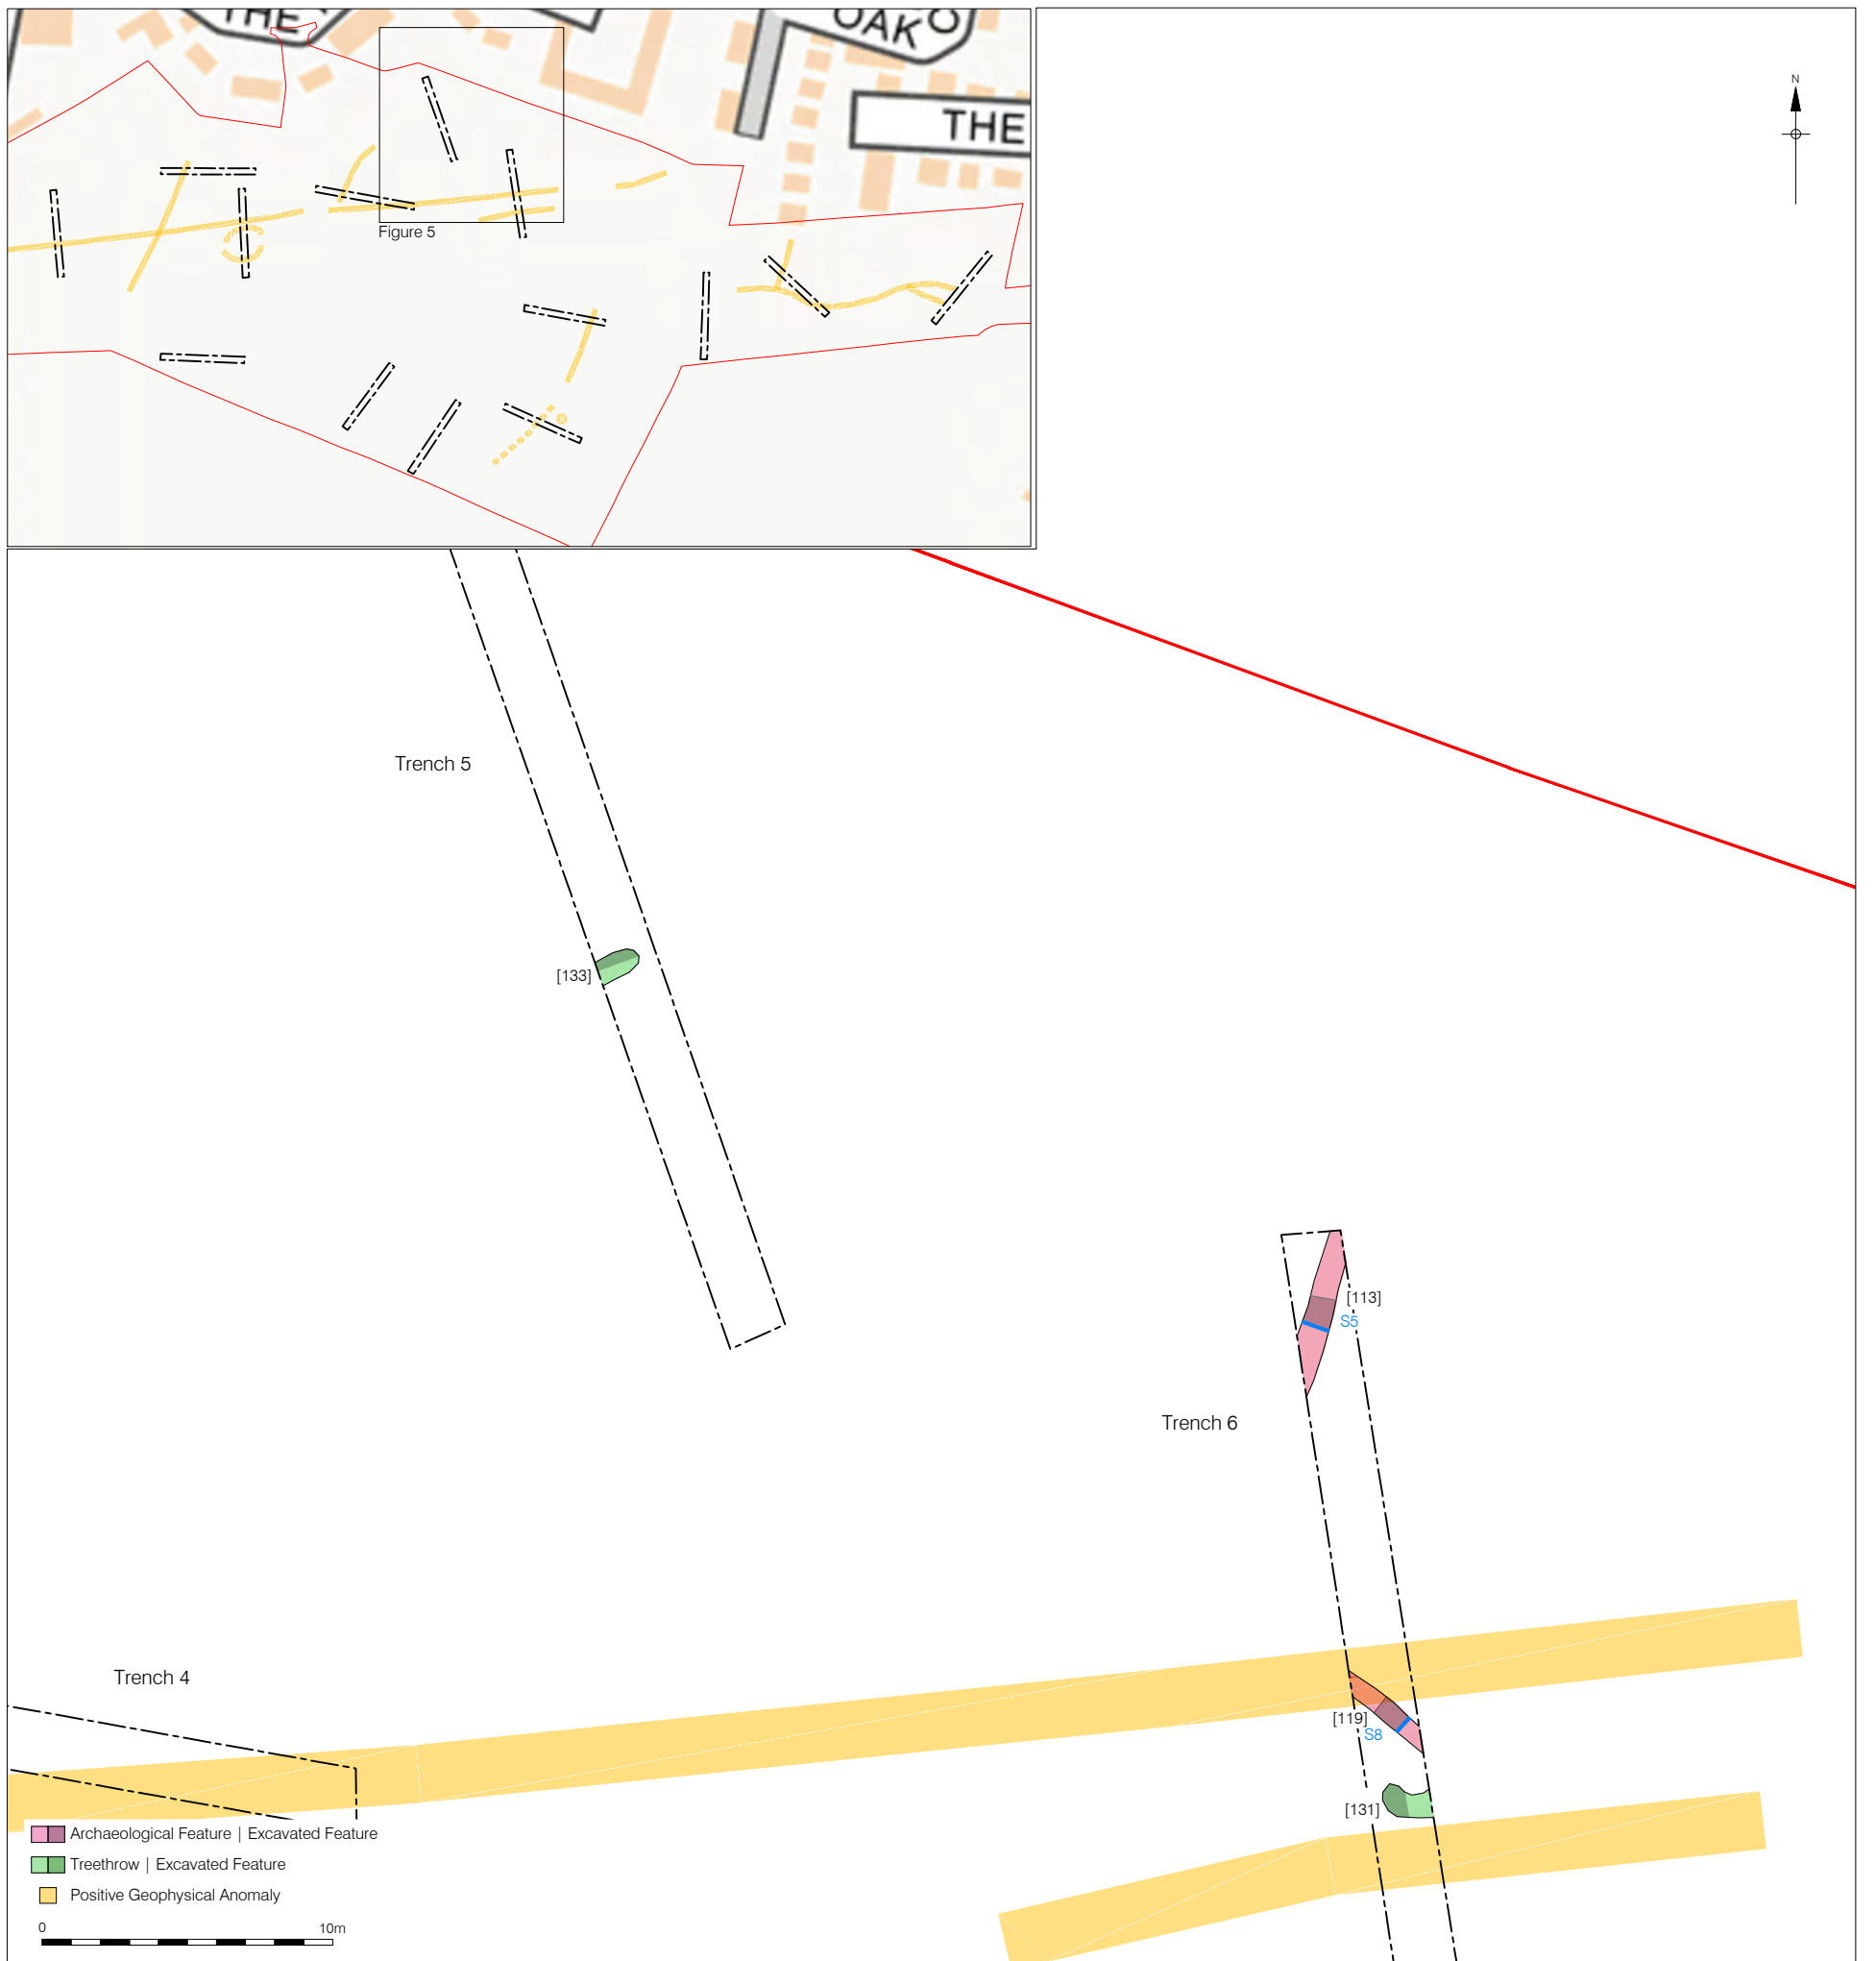 THE
OAK
THE
Figure 5
N
Trench 5
[133]
[113]
S5
Trench 6
Trench 4
[119]
S8
[131]
Archaeological Feature | Excavated Feature
Treethrow | Excavated Feature
Positive Geophysical Anomaly
0 10m